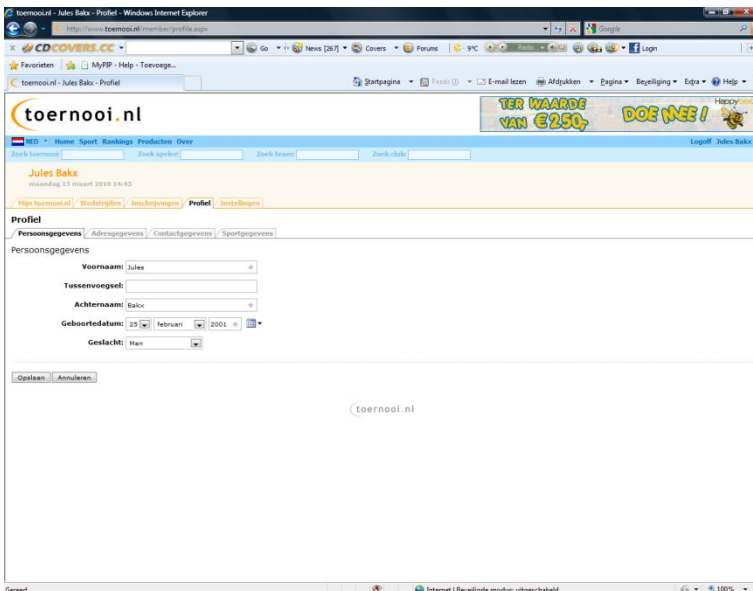 toernooi.nl - Jules Bakx - Profiel - Windows Internet Explorer
http://www.toernooi.nl/member/profile.aspx
Google
CDCOVERS.CC Go News [267] Covers Forums 9°C Radio Login
Favorieten MyPIP - Help - Toevoege...
toernooi.nl - Jules Bakx - Profiel
Startpagina Feeds () E-mail lezen Afdrukken Pagina Beveiliging Extra Help
toernooi.nl
TER WAARDE
VAN € 250,-
DOE MEE!
NED Home Sport Rankings Producten Over
Logoff Jules Bakx
Zoek toernooi: Zoek speler: Zoek team: Zoek club:
Jules Bakx
maandag 15 maart 2010 14:43
Mijn toernooi.nl Wedstrijden Inschrijvingen Profiel Instellingen
Profiel
Persoonsgegevens Adresgegevens Contactgegevens Sportgegevens
Persoonsgegevens
Voornaam: Jules
Tussenvoegsel:
Achternaam: Bakx
Geboortedatum: 25 februari 2001
Geslacht: Man
Opslaan Annuleren
toernooi.nl
Gereed
Internet | Beveiligde modus: uitgeschakeld
100%